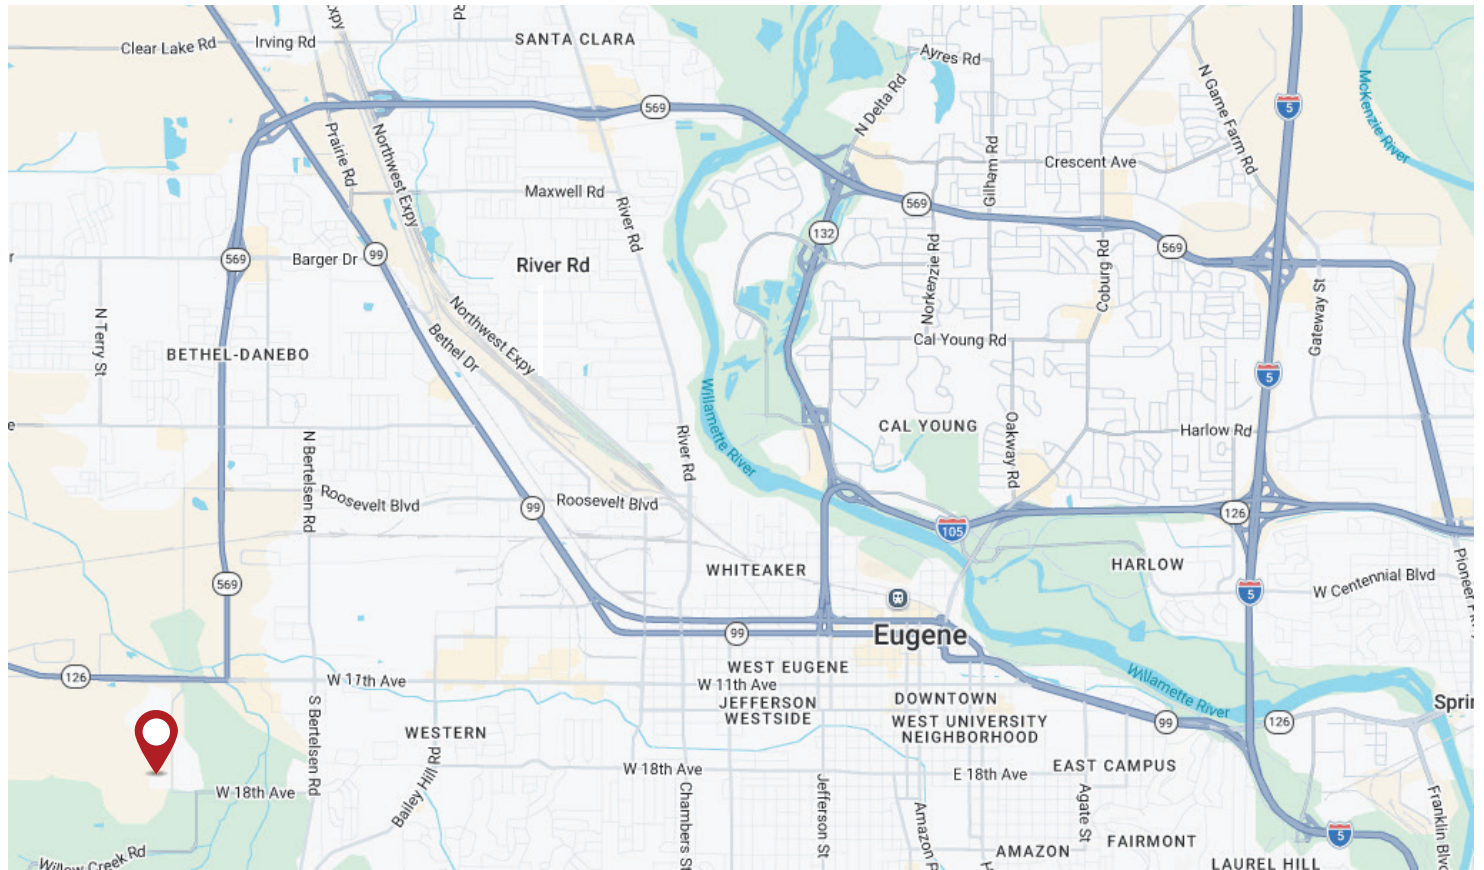 Expy
Rd
Clear Lake Rd
Irving Rd
SANTA CLARA
Ayres Rd
N Delta Rd
N Game Farm Rd
McKenzie River
5
569
Prairie Rd
Northwest Expy
Gilham Rd
Crescent Ave
Maxwell Rd
River Rd
569
132
569
r
569
Barger Dr
99
River Rd
Norkenzie Rd
Coburg Rd
Gateway St
N Terry St
BETHEL-DANEBO
Northwest Expy
Bethel Dr
Cal Young Rd
5
Willamette River
e
N Bertelsen Rd
River Rd
CAL YOUNG
Oakway Rd
Harlow Rd
Roosevelt Blvd
99
Roosevelt Blvd
105
126
569
WHITEAKER
HARLOW
5
W Centennial Blvd
Pioneer P
99
Eugene
126
W 11th Ave
WEST EUGENE
W 11th Ave
JEFFERSON
WESTSIDE
DOWNTOWN
WEST UNIVERSITY
NEIGHBORHOOD
Willamette River
99
126
Sprin
S Bertelsen Rd
WESTERN
Bailey Hill Rd
W 18th Ave
W 18th Ave
Chambers St
Jefferson St
E 18th Ave
EAST CAMPUS
Amazon P
Agate St
5
Franklin Blvd
Willow Creek Rd
AMAZON
FAIRMONT
LAUREL HILL